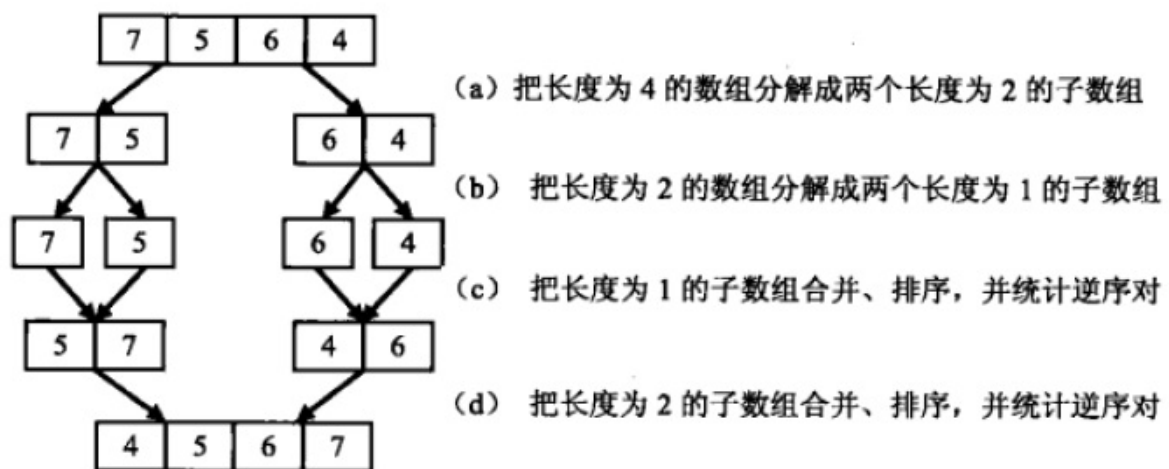 7 5 6 4
(a)把长度为 4 的数组分解成两个长度为 2 的子数组
7 5 6 4
(b) 把长度为 2 的数组分解成两个长度为 1 的子数组
7 5 6 4
(c) 把长度为 1 的子数组合并、排序，并统计逆序对
5 7 4 6
(d) 把长度为 2 的子数组合并、排序，并统计逆序对
4 5 6 7